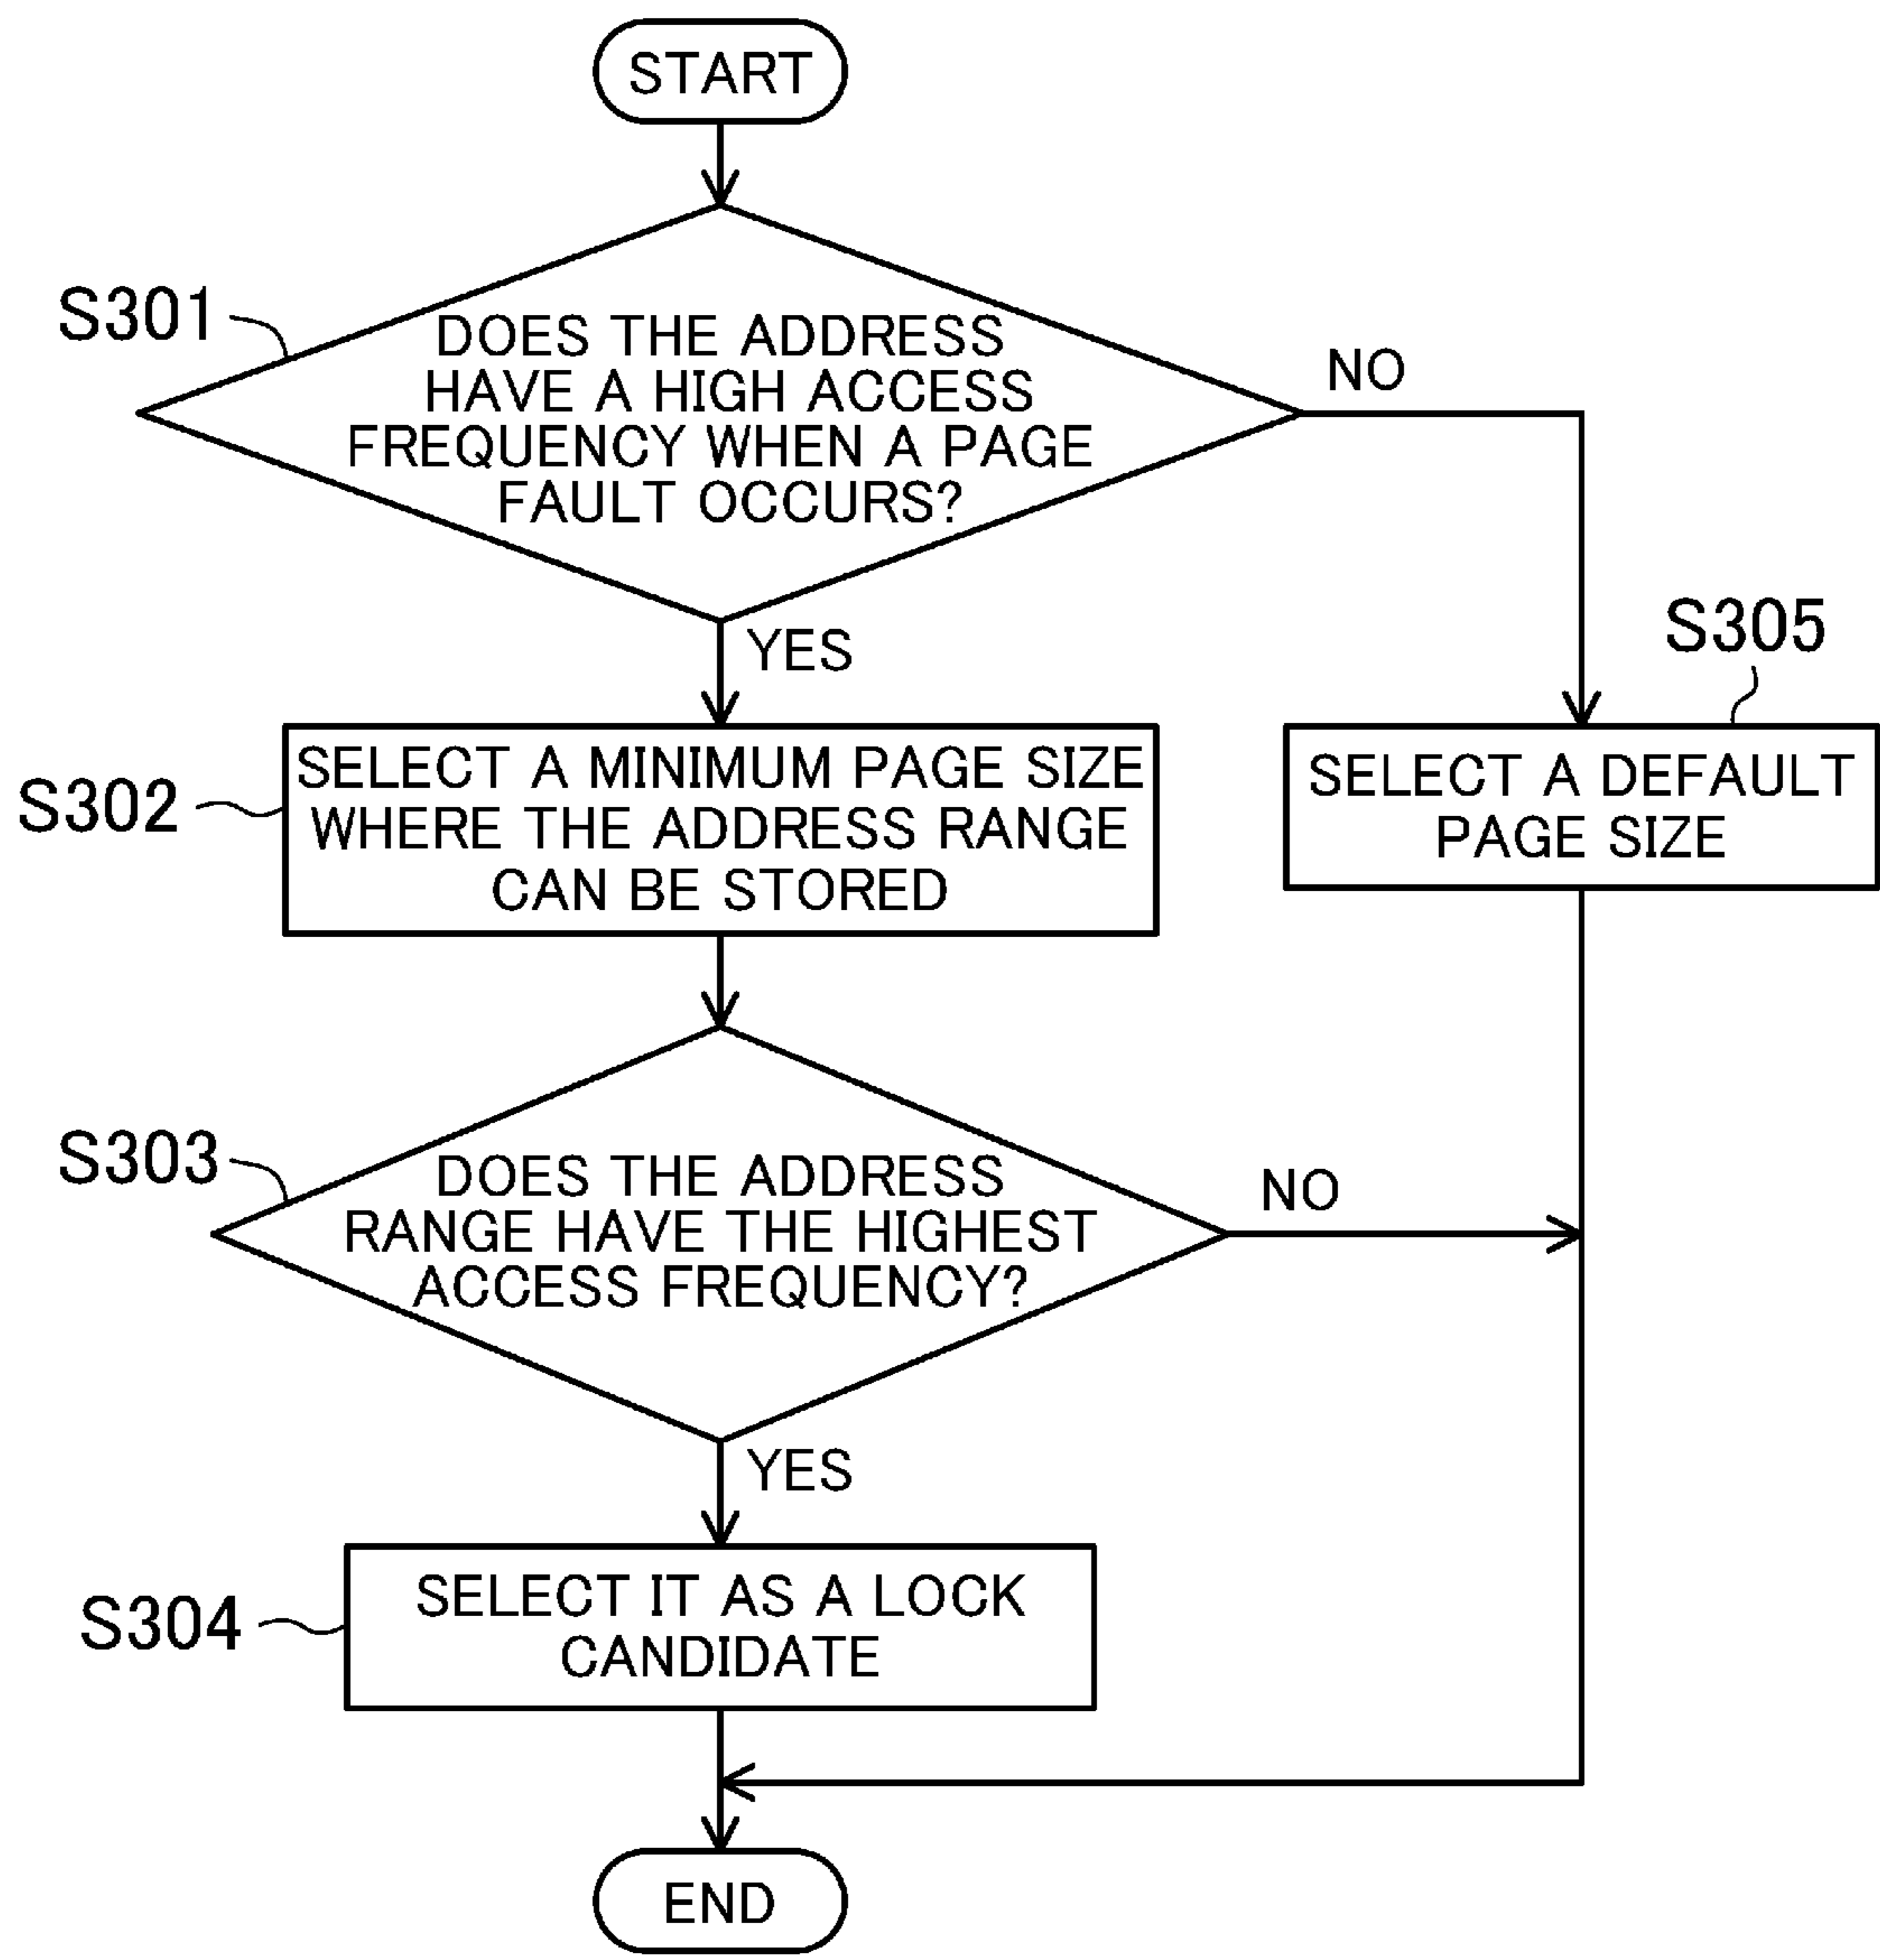 START
S301
DOES THE ADDRESS
HAVE A HIGH ACCESS
FREQUENCY WHEN A PAGE
FAULT OCCURS?
NO
YES
S305
S302
SELECT A MINIMUM PAGE SIZE
WHERE THE ADDRESS RANGE
CAN BE STORED
SELECT A DEFAULT
PAGE SIZE
S303
DOES THE ADDRESS
RANGE HAVE THE HIGHEST
ACCESS FREQUENCY?
NO
YES
S304
SELECT IT AS A LOCK
CANDIDATE
END